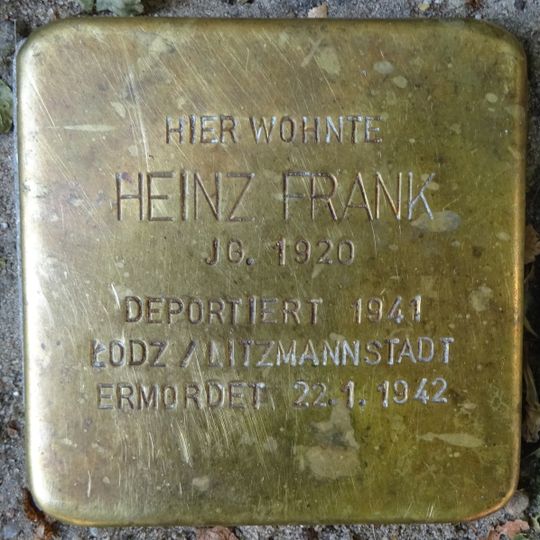 HIER WOHNTE
HEINZ FRANK
JG. 1920
DEPORTIERT 1941
ŁODZ / LITZMANNSTADT
ERMORDET 22.1.1942